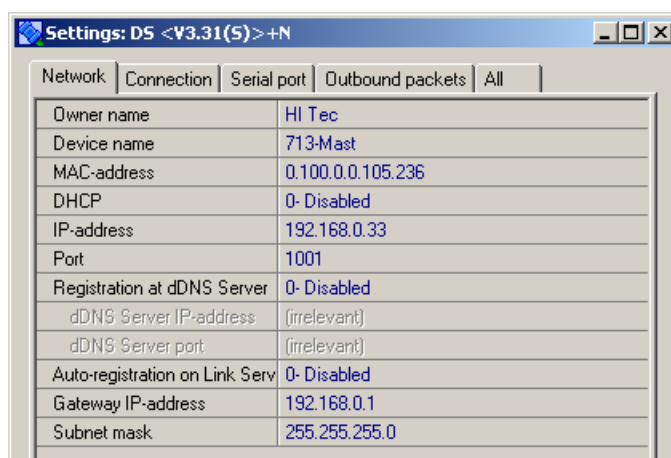 Settings: DS <V3.31(S)>+N
Network Connection Serial port Outbound packets All
Owner name HI Tec
Device name 713-Mast
MAC-address 0.100.0.0.105.236
DHCP 0- Disabled
IP-address 192.168.0.33
Port 1001
Registration at dDNS Server 0- Disabled
dDNS Server IP-address (irrelevant)
dDNS Server port (irrelevant)
Auto-registration on Link Serv 0- Disabled
Gateway IP-address 192.168.0.1
Subnet mask 255.255.255.0